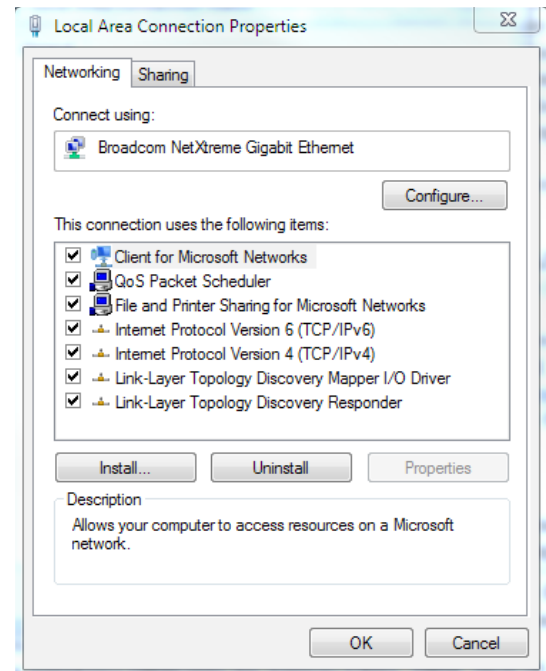 Local Area Connection Properties
Networking
Sharing
Connect using:
Broadcom NetXtreme Gigabit Ethernet
Configure...
This connection uses the following items:
Client for Microsoft Networks
QoS Packet Scheduler
File and Printer Sharing for Microsoft Networks
Internet Protocol Version 6 (TCP/IPv6)
Internet Protocol Version 4 (TCP/IPv4)
Link-Layer Topology Discovery Mapper I/O Driver
Link-Layer Topology Discovery Responder
Install...
Uninstall
Properties
Description
Allows your computer to access resources on a Microsoft
network.
OK
Cancel